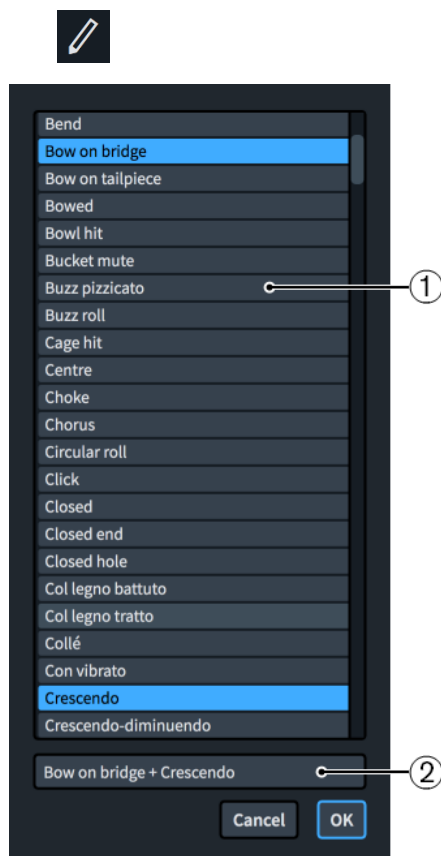 Bend
Bow on bridge
Bow on tailpiece
Bowed
Bowl hit
Bucket mute
Buzz pizzicato
1
Buzz roll
Cage hit
Centre
Choke
Chorus
Circular roll
Click
Closed
Closed end
Closed hole
Col legno battuto
Col legno tratto
Collé
Con vibrato
Crescendo
Crescendo-diminuendo
Bow on bridge + Crescendo
2
Cancel OK